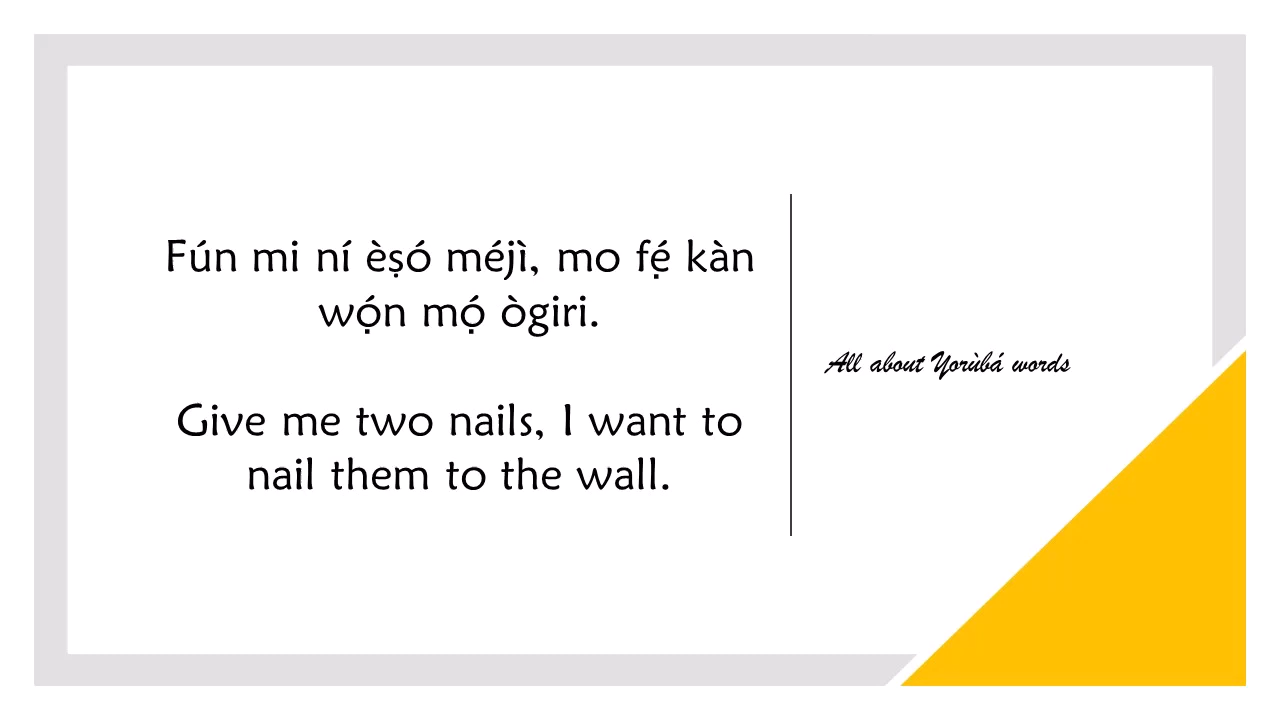 Fún mi ní èṣó méjì, mo fẹ́ kàn
wọ́n mọ́ ògiri.
Give me two nails, I want to
nail them to the wall.
All about Yorùbá words